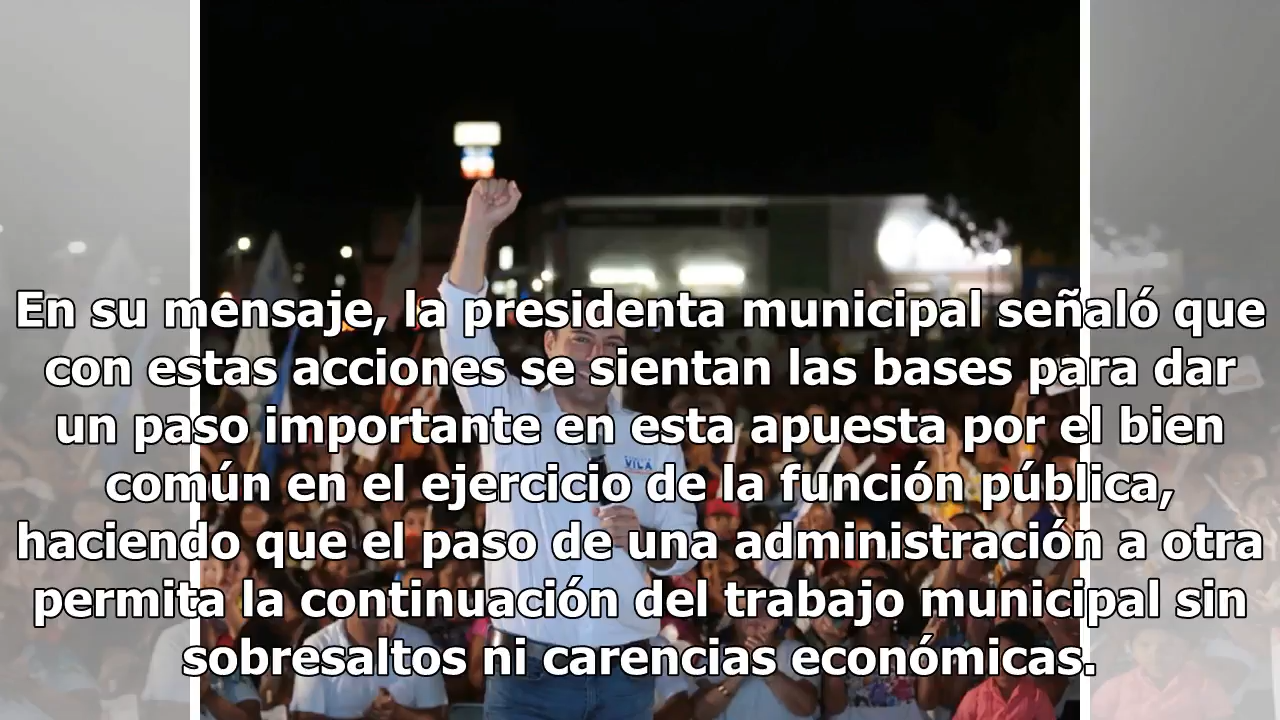 En su mensaje, la presidenta municipal señaló que
con estas acciones se sientan las bases para dar
un paso importante en esta apuesta por el bien
común en el ejercicio de la función pública,
haciendo que el paso de una administración a otra
permita la continuación del trabajo municipal sin
sobresaltos ni carencias económicas.
VILA